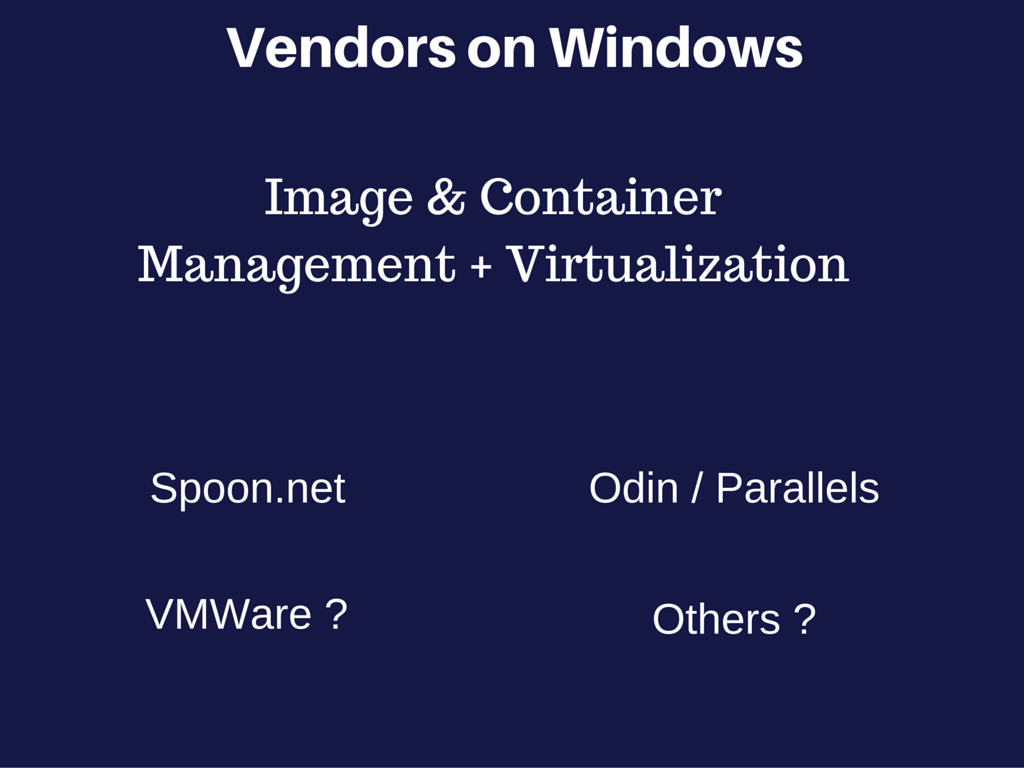 Vendors on Windows
Image & Container
Management + Virtualization
Spoon.net
Odin / Parallels
VMWare ?
Others ?